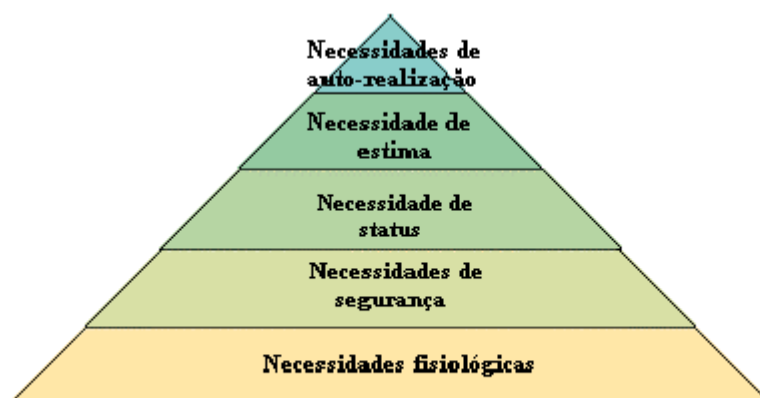 Necessidades de
auto-realização
Necessidade de
estima
Necessidade de
status
Necessidades de
segurança
Necessidades fisiológicas